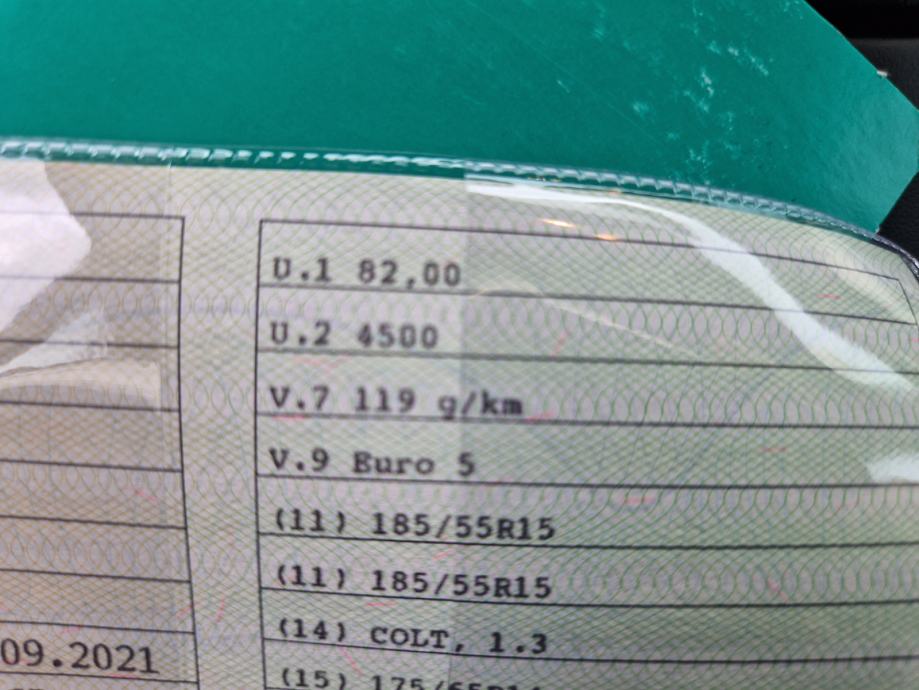 U.1 82,00
U.2 4500
V.7 119 g/km
V.9 Euro 5
(11) 185/55R15
(11) 185/55R15
(14) COLT, 1.3
09.2021
(15)